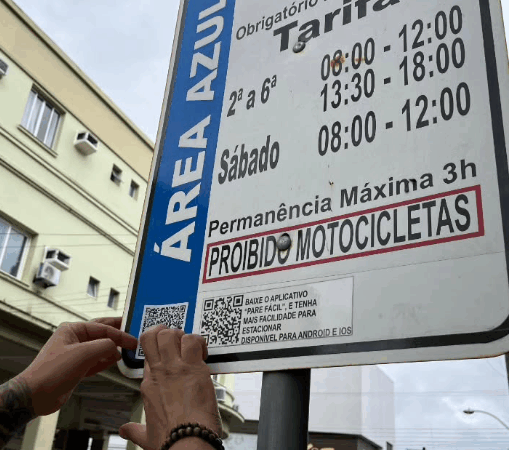 ÁREA AZUL
Obrigatório
Tarifa
2ª a 6ª
08:00 - 12:00
13:30 - 18:00
Sábado
08:00 - 12:00
Permanência Máxima 3h
PROIBIDO MOTOCICLETAS
BAIXE O APLICATIVO
"PARE FÁCIL", E TENHA
MAIS FACILIDADE PARA
ESTACIONAR
DISPONÍVEL PARA ANDROID E IOS